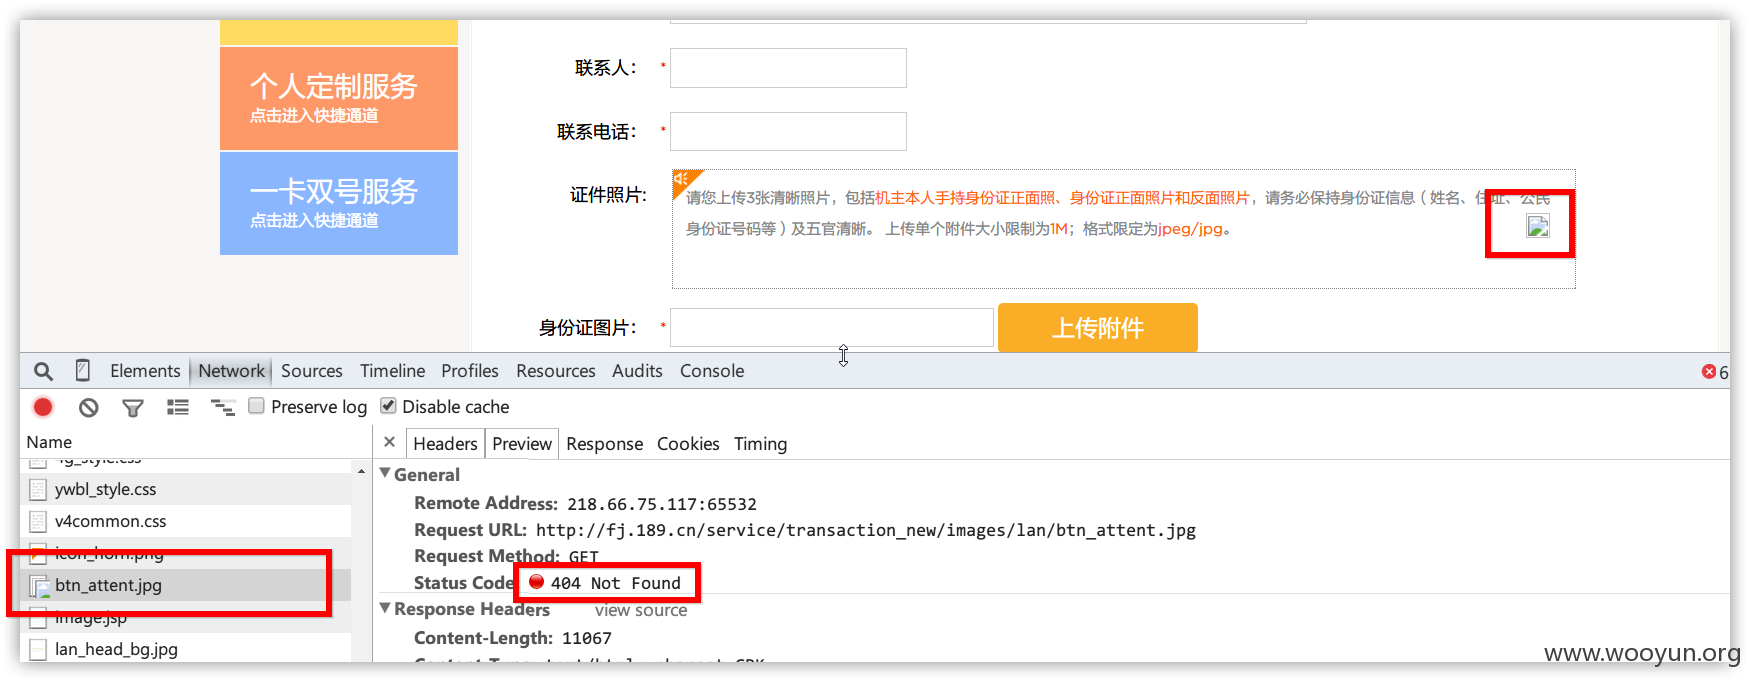 个人定制服务
点击进入快捷通道
一卡双号服务
点击进入快捷通道
联系人： *
联系电话： *
证件照片:
请您上传3张清晰照片，包括机主本人手持身份证正面照、身份证正面照片和反面照片，请务必保持身份证信息（姓名、住址、公民
身份证号码等）及五官清晰。 上传单个附件大小限制为1M；格式限定为jpeg/jpg。
身份证图片： *
上传附件
Elements Network Sources Timeline Profiles Resources Audits Console
6
Preserve log Disable cache
Name
Headers Preview Response Cookies Timing
4g_style.css
ywbl_style.css
v4common.css
icon_horn.png
btn_attent.jpg
image.jsp
lan_head_bg.jpg
General
Remote Address: 218.66.75.117:65532
Request URL: http://fj.189.cn/service/transaction_new/images/lan/btn_attent.jpg
Request Method: GET
Status Code 404 Not Found
Response Headers view source
Content-Length: 11067
Content-Type: text/html; charset=GBK
www.wooyun.org